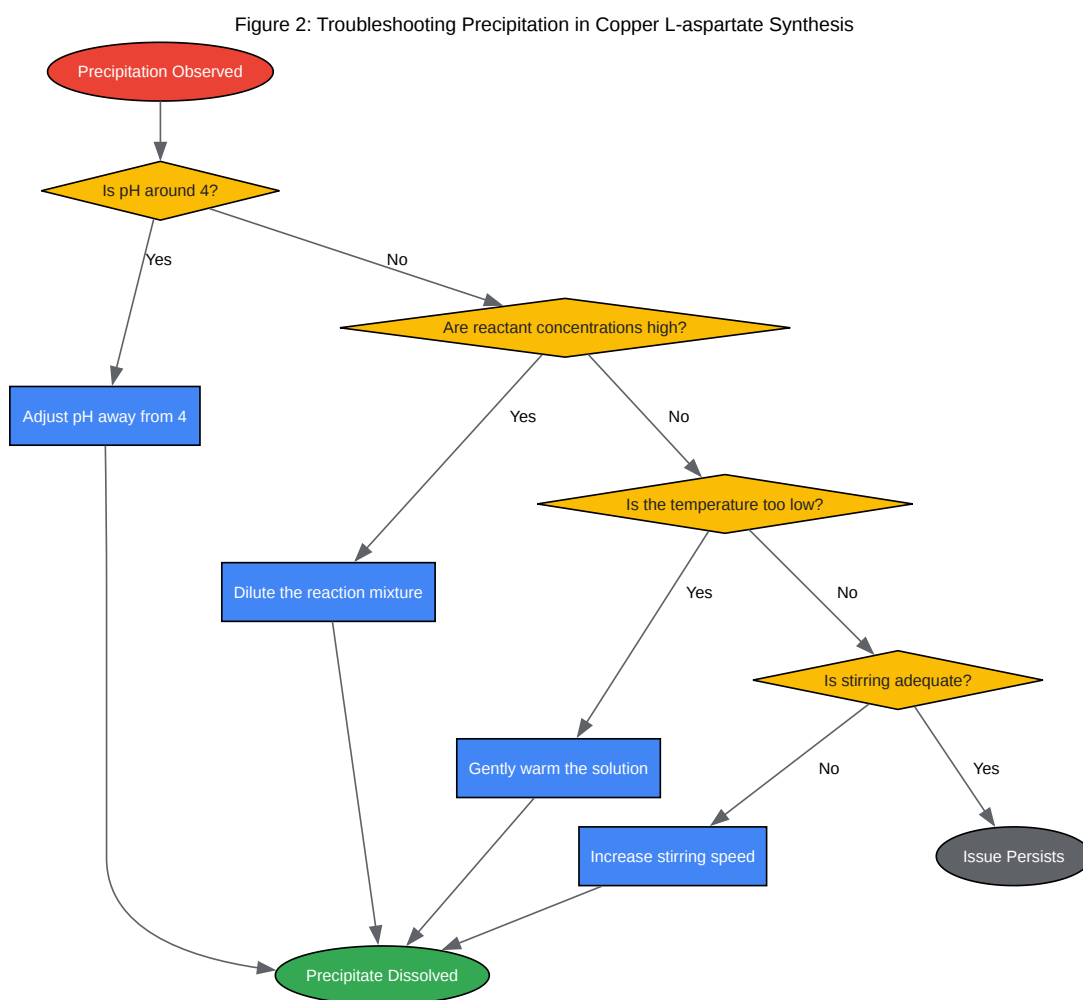 Figure 2: Troubleshooting Precipitation in Copper L-aspartate Synthesis
Precipitation Observed
Is pH around 4?
Yes
No
Are reactant concentrations high?
Adjust pH away from 4
Yes
No
Is the temperature too low?
Dilute the reaction mixture
Yes
No
Is stirring adequate?
Gently warm the solution
No
Yes
Increase stirring speed
Issue Persists
Precipitate Dissolved